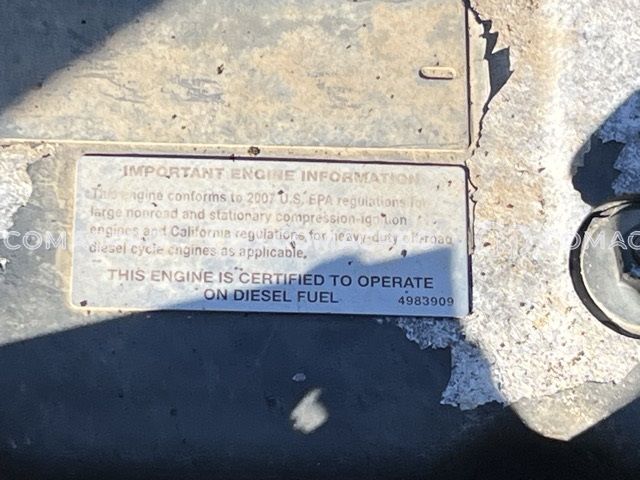 IMPORTANT ENGINE INFORMATION
This engine conforms to 2007 U.S. EPA regulations for
large nonroad and stationary compression-ignition
engines and California regulations for heavy-duty off-road
diesel cycle engines as applicable.
THIS ENGINE IS CERTIFIED TO OPERATE
ON DIESEL FUEL
4983909